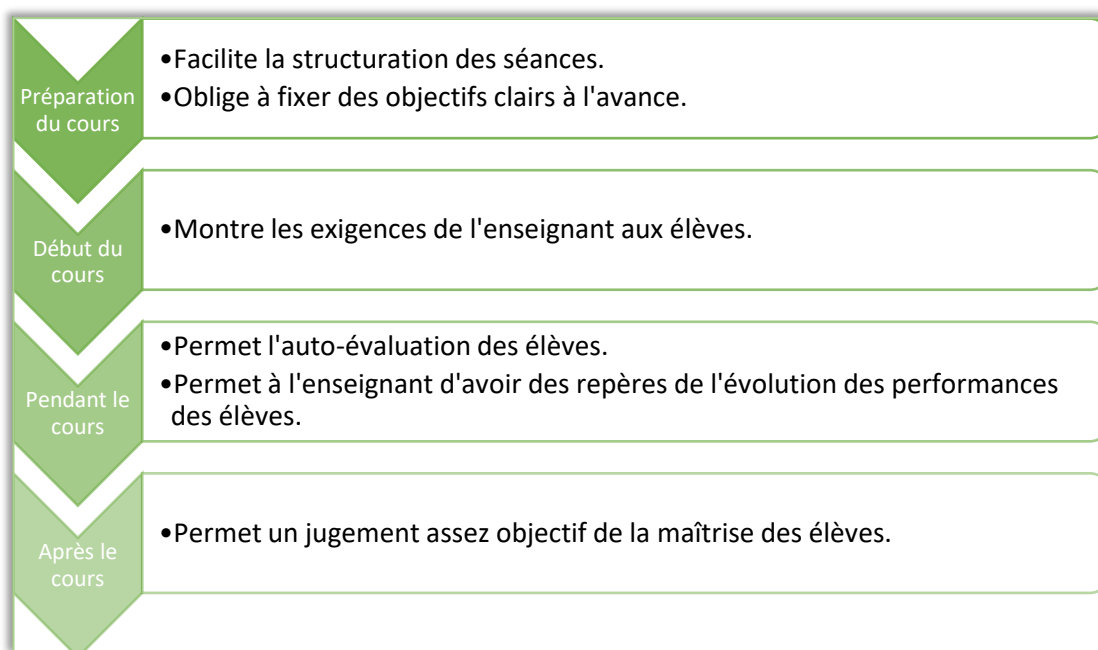 Préparation
du cours
•Facilite la structuration des séances.
•Oblige à fixer des objectifs clairs à l'avance.
Début du
cours
•Montre les exigences de l'enseignant aux élèves.
Pendant le
cours
•Permet l'auto-évaluation des élèves.
•Permet à l'enseignant d'avoir des repères de l'évolution des performances
des élèves.
Après le
cours
•Permet un jugement assez objectif de la maîtrise des élèves.